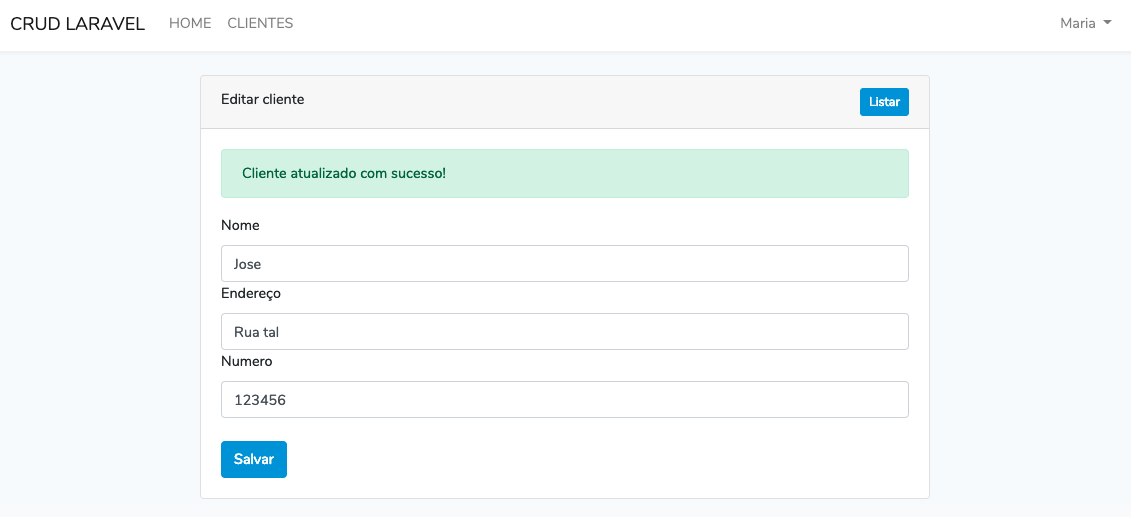 CRUD LARAVEL HOME CLIENTES Maria
Editar cliente Listar
Cliente atualizado com sucesso!
Nome
Jose
Endereço
Rua tal
Numero
123456
Salvar